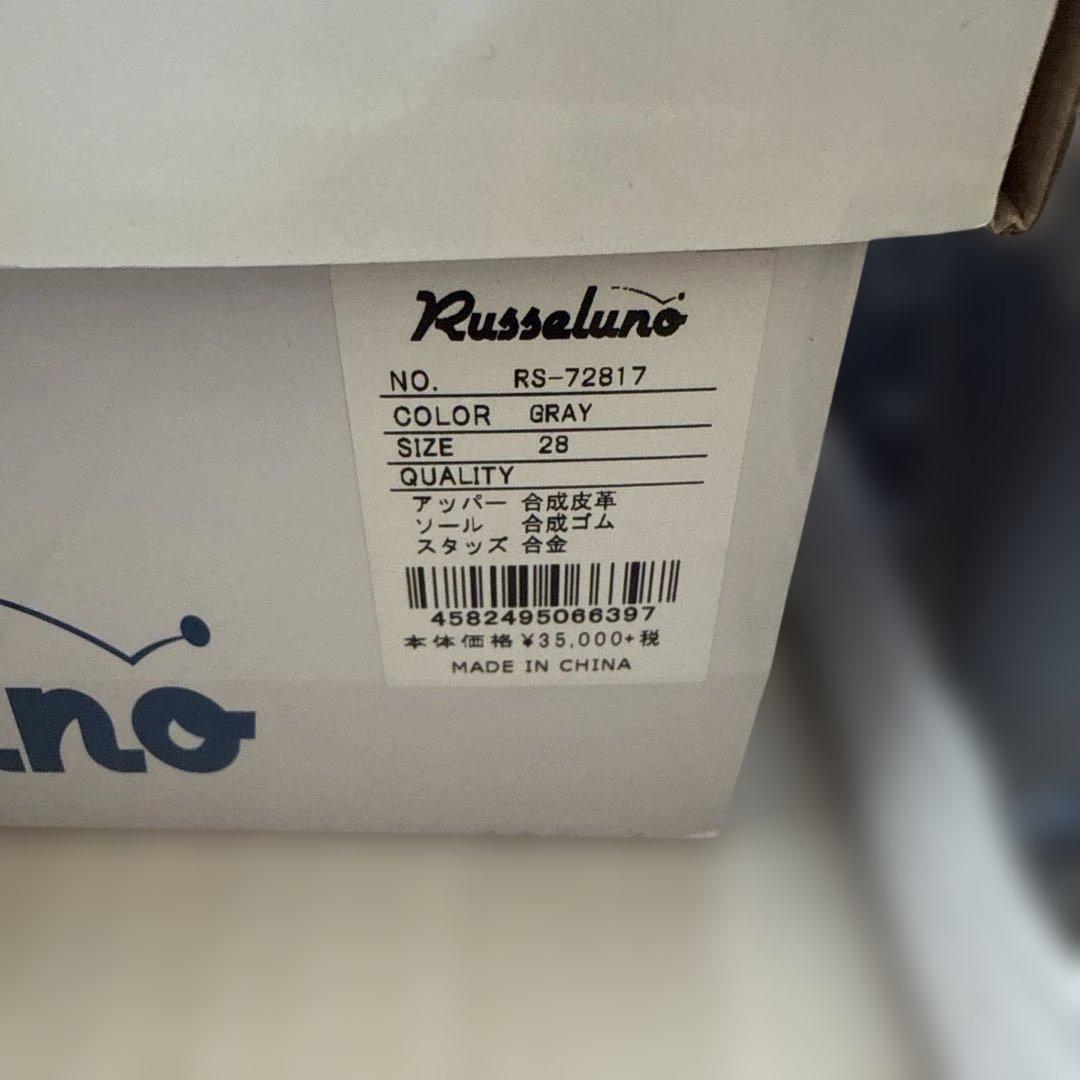 Russeluno
NO. RS-72817
COLOR GRAY
SIZE 28
QUALITY
アッパー 合成皮革
ソール 合成ゴム
スタッズ 合金
4582495066397
本体価格 ¥35,000+税
MADE IN CHINA
uno